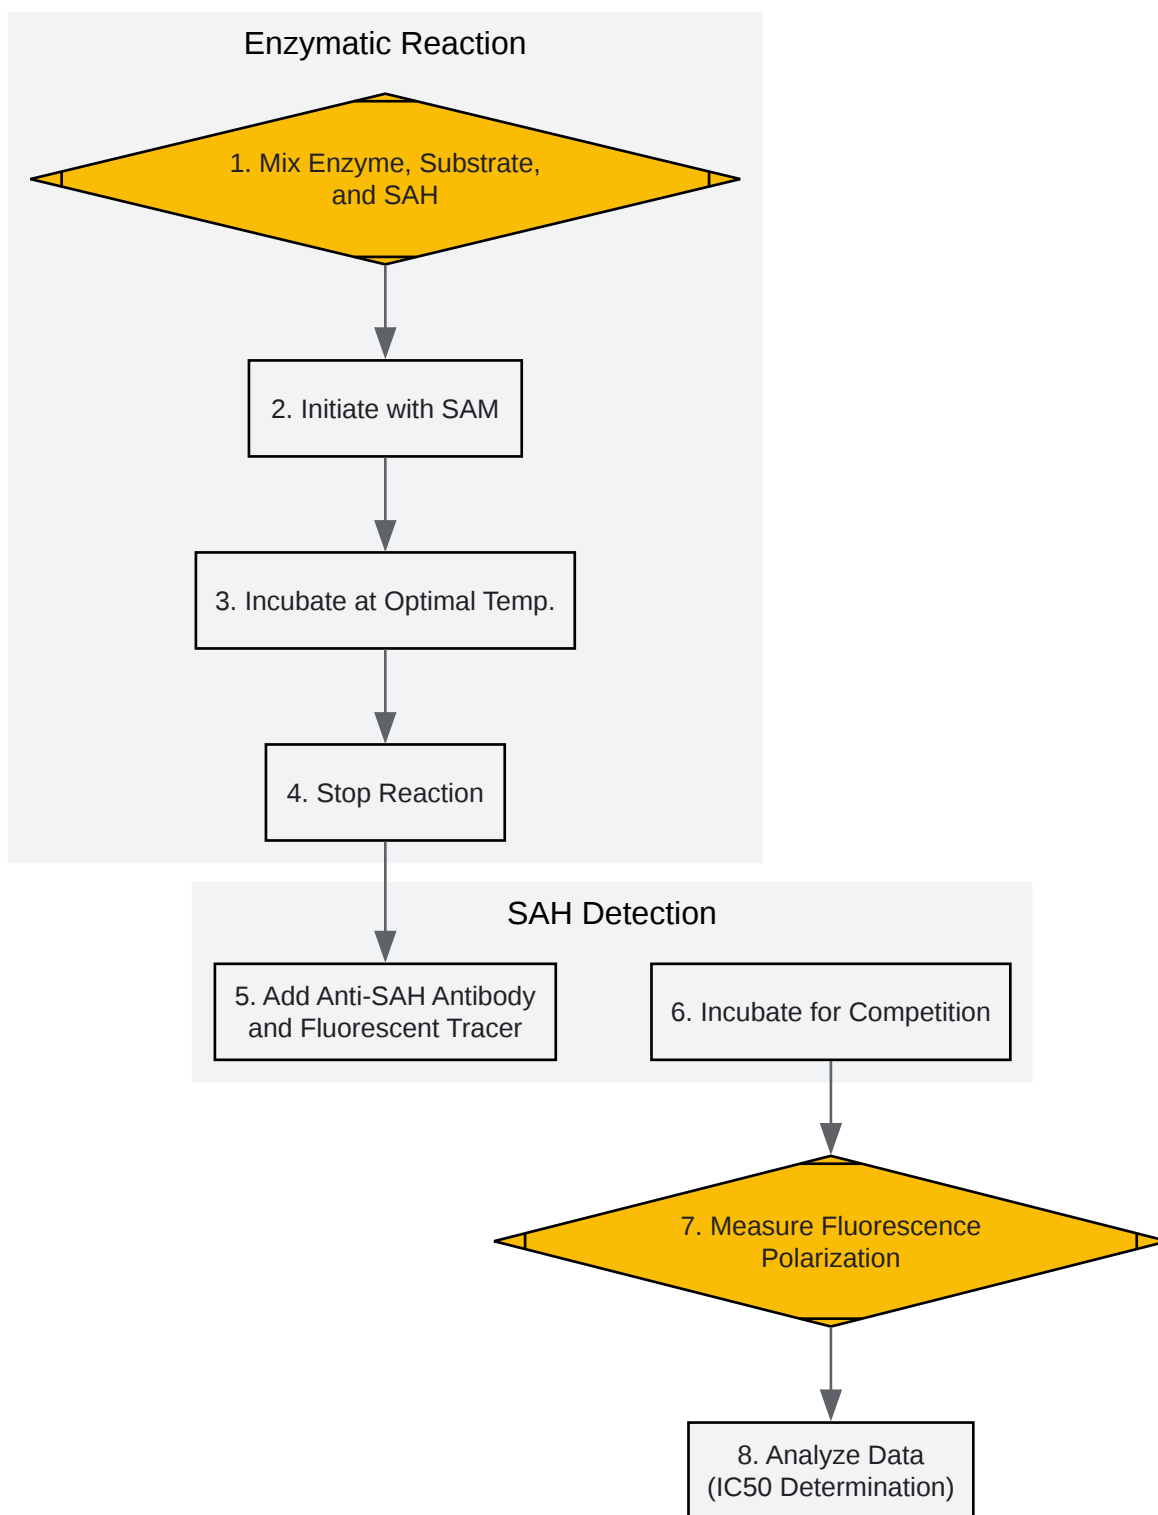 Enzymatic Reaction
1. Mix Enzyme, Substrate,
and SAH
2. Initiate with SAM
3. Incubate at Optimal Temp.
4. Stop Reaction
SAH Detection
5. Add Anti-SAH Antibody
and Fluorescent Tracer
6. Incubate for Competition
7. Measure Fluorescence
Polarization
8. Analyze Data
(IC50 Determination)